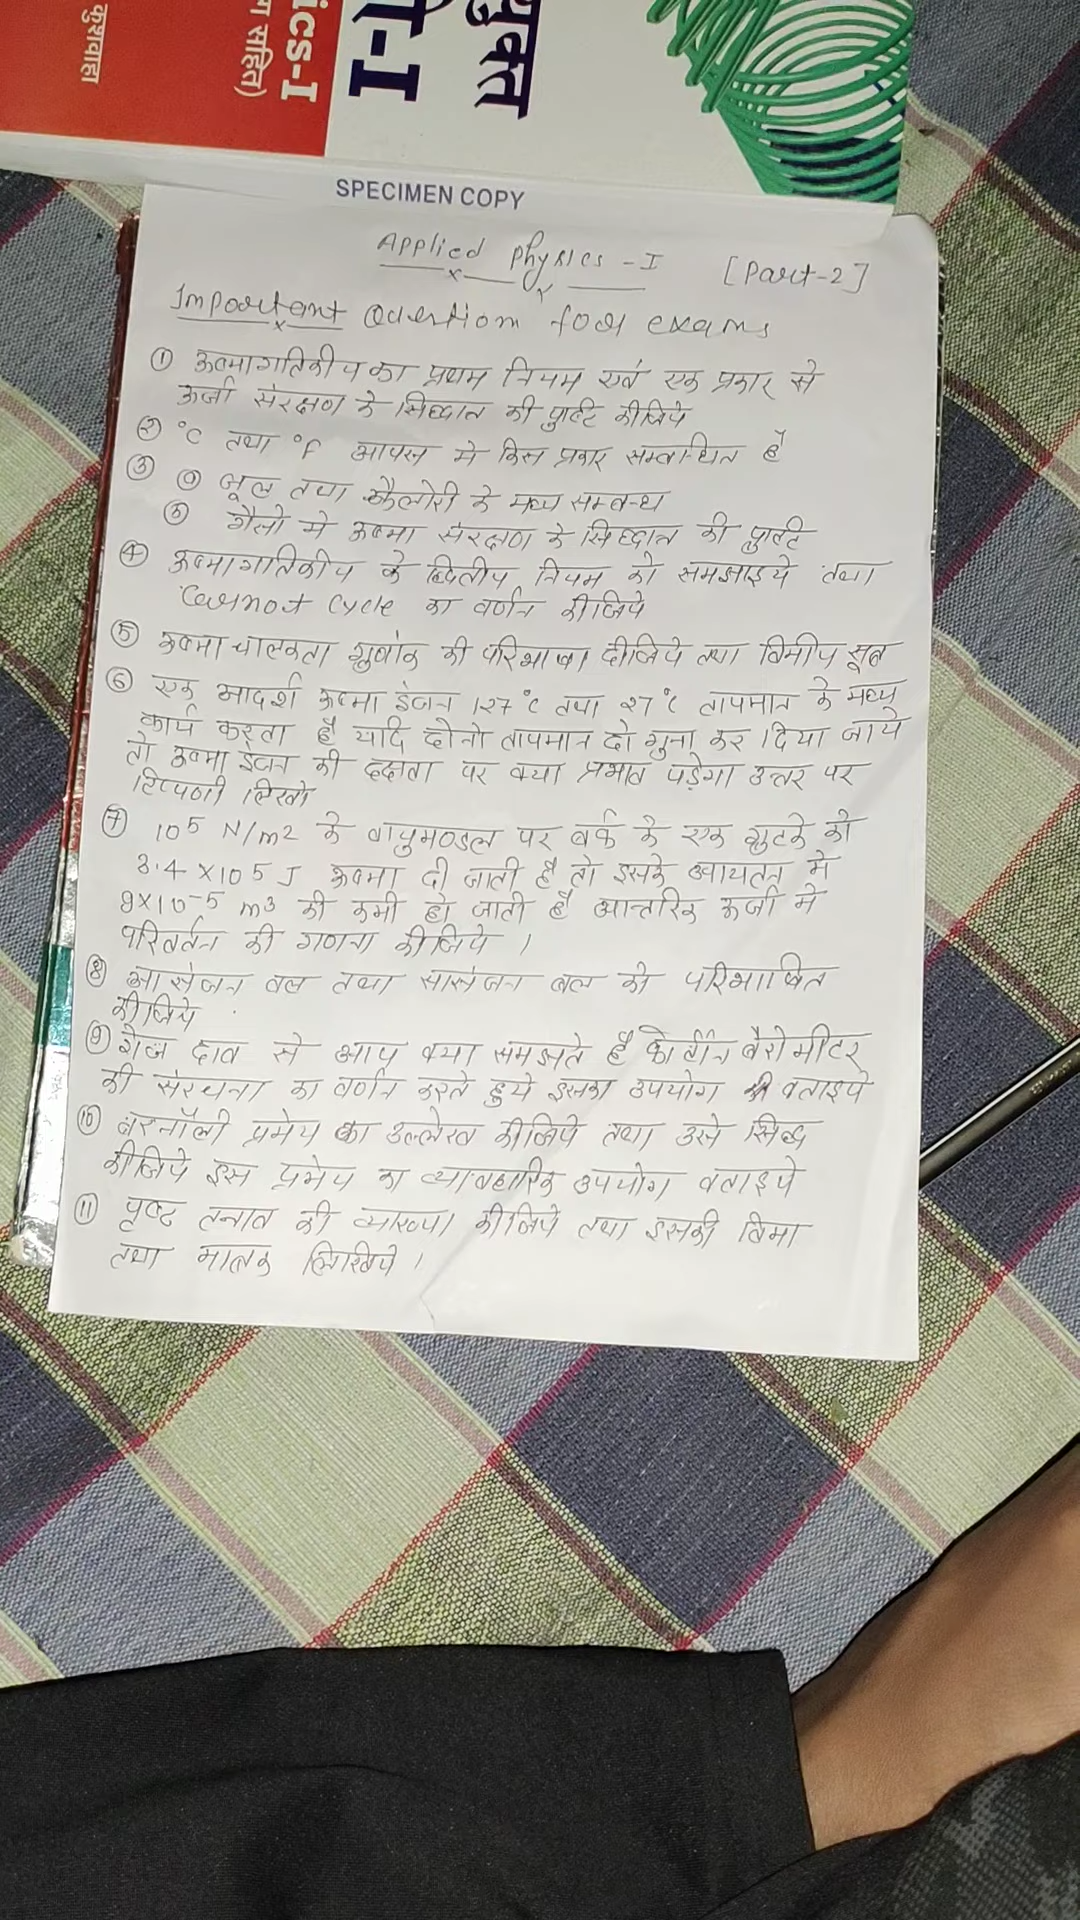 युक्त
ती-I
ics-I
ा सहित)
कुशवाहा
SPECIMEN COPY
Applied Physics - I [Part-2]
Important Question for exams
① ऊष्मागतिकीय का प्रथम नियम एवं एक प्रकार से
ऊर्जा संरक्षण के सिद्धान्त की पुष्टि कीजिये
② °C तथा °F आपस मे किस प्रकार सम्बन्धित है
③ ⓐ जूल तथा कैलोरी के मध्य सम्बन्ध
ⓑ गैसो मे ऊष्मा संरक्षण के सिद्धान्त की पुष्टि
④ ऊष्मागतिकीय के द्वितीय नियम को समझाइये तथा
Carnot cycle का वर्णन कीजिये
⑤ ऊष्मा चालकता गुणांक की परिभाषा दीजिये तथा विमीय सूत्र
⑥ एक आदर्श ऊष्मा इंजन 127°C तथा 27°C तापमान के मध्य
कार्य करता है यदि दोनो तापमान दो गुना कर दिया जाये
तो ऊष्मा इंजन की दक्षता पर क्या प्रभाव पड़ेगा उत्तर पर
टिप्पणी लिखो
⑦ 10⁵ N/m² के वायुमण्डल पर बर्फ के एक गुटके को
3.4 × 10⁵ J ऊष्मा दी जाती है तो इसके आयतन मे
9×10⁻⁵ m³ की कमी हो जाती है आन्तरिक ऊर्जा मे
परिवर्तन की गणना कीजिये ।
⑧ आसंजन वल तथा सासंजन बल को परिभाषित
कीजिये
⑨ गेज दाव से आप क्या समझते है फोर्टीन बैरोमीटर
की संरचना का वर्णन करते हुये इसका उपयोग वताइये
⑩ बरनॉली प्रमेय का उल्लेख कीजिये तथा उसे सिद्ध
कीजिये इस प्रमेय का व्यावहारिक उपयोग वताइये
⑪ पृष्ठ तनाव की व्याख्या कीजिये तथा इसकी विमा
तथा मात्रक लिखिये ।